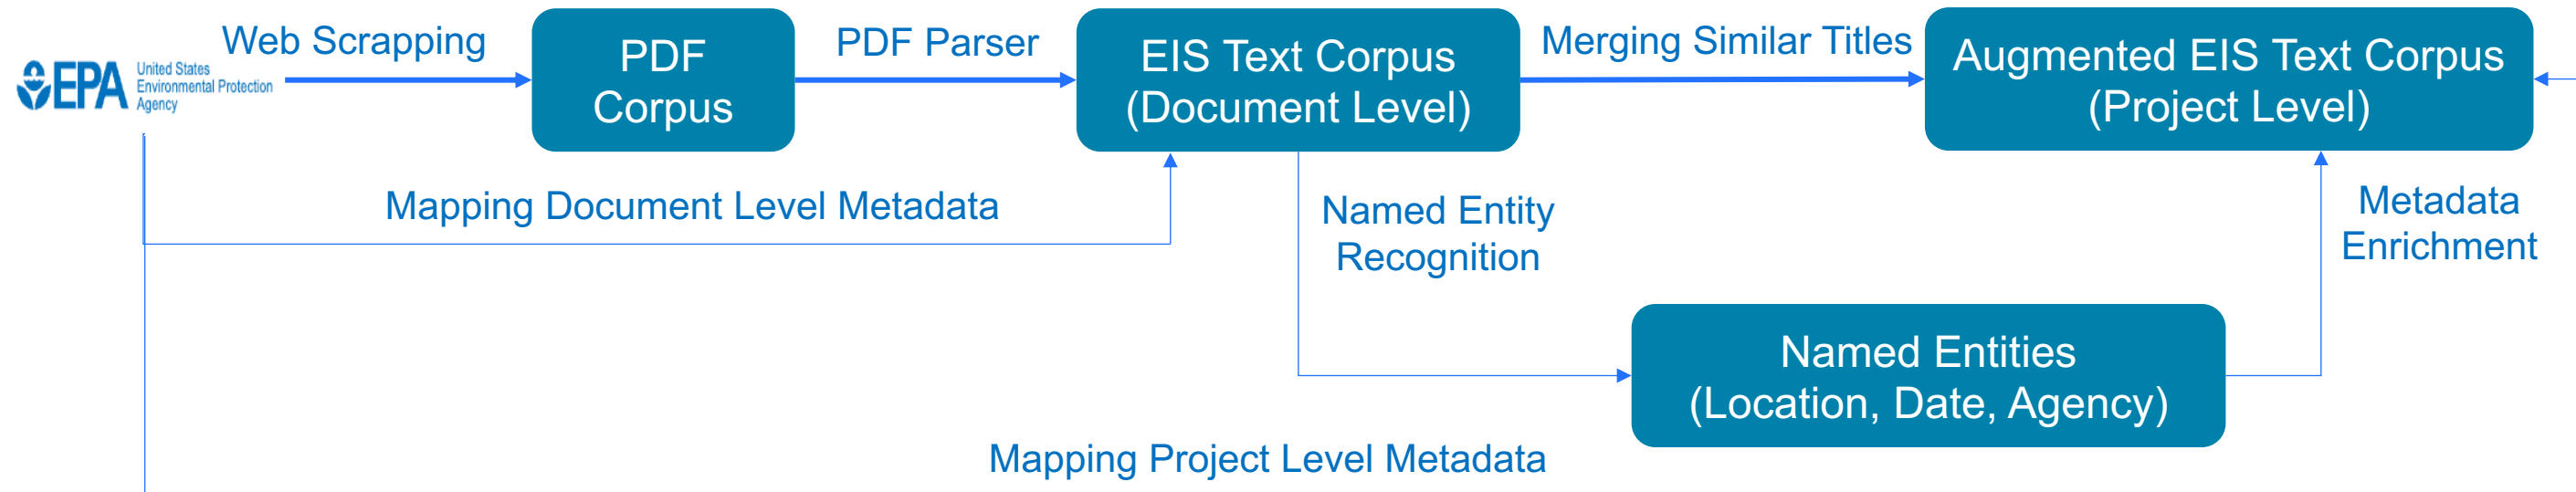 EPA
United States
Environmental Protection
Agency
Web Scrapping
PDF
Corpus
PDF Parser
EIS Text Corpus
(Document Level)
Merging Similar Titles
Augmented EIS Text Corpus
(Project Level)
Mapping Document Level Metadata
Named Entity
Recognition
Metadata
Enrichment
Named Entities
(Location, Date, Agency)
Mapping Project Level Metadata